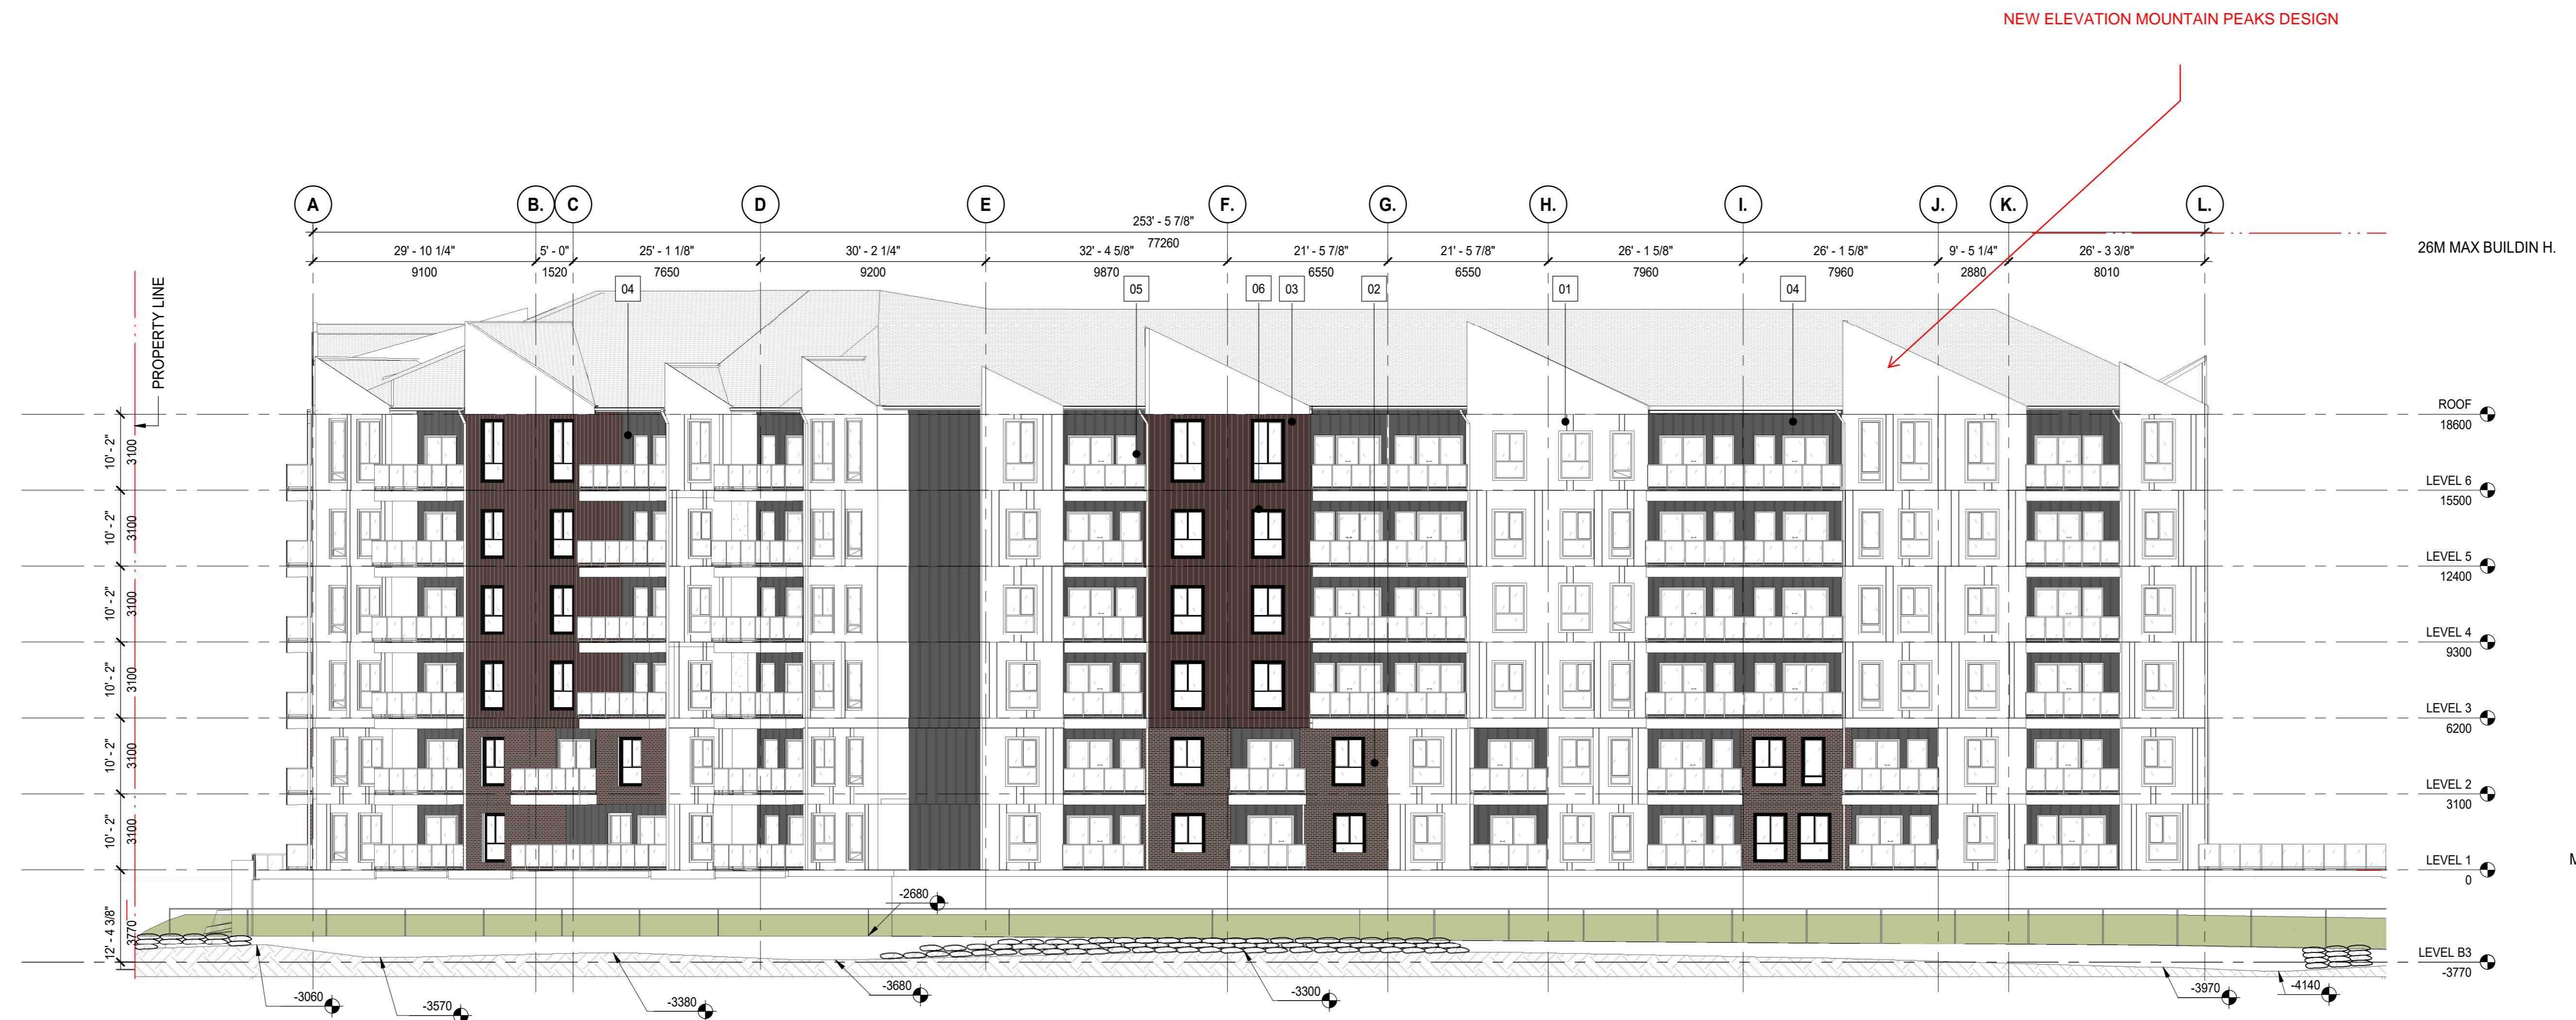 NEW ELEVATION MOUNTAIN PEAKS DESIGN
A B. C D E F. G. H. I. J. K. L.
253' - 5 7/8"
77260
26M MAX BUILDIN H.
29' - 10 1/4" 5' - 0" 25' - 1 1/8" 30' - 2 1/4" 32' - 4 5/8" 21' - 5 7/8" 21' - 5 7/8" 26' - 1 5/8" 26' - 1 5/8" 9' - 5 1/4" 26' - 3 3/8"
9100 1520 7650 9200 9870 6550 6550 7960 7960 2880 8010
04 05 06 03 02 01 04
PROPERTY LINE
ROOF
18600
10' - 2"
3100
LEVEL 6
15500
10' - 2"
3100
LEVEL 5
12400
10' - 2"
3100
LEVEL 4
9300
10' - 2"
3100
LEVEL 3
6200
10' - 2"
3100
LEVEL 2
3100
10' - 2"
3100
LEVEL 1
0
M
12' - 4 3/8"
3770
-2680
LEVEL B3
-3770
-3060 -3570 -3380 -3680 -3300 -3970 -4140